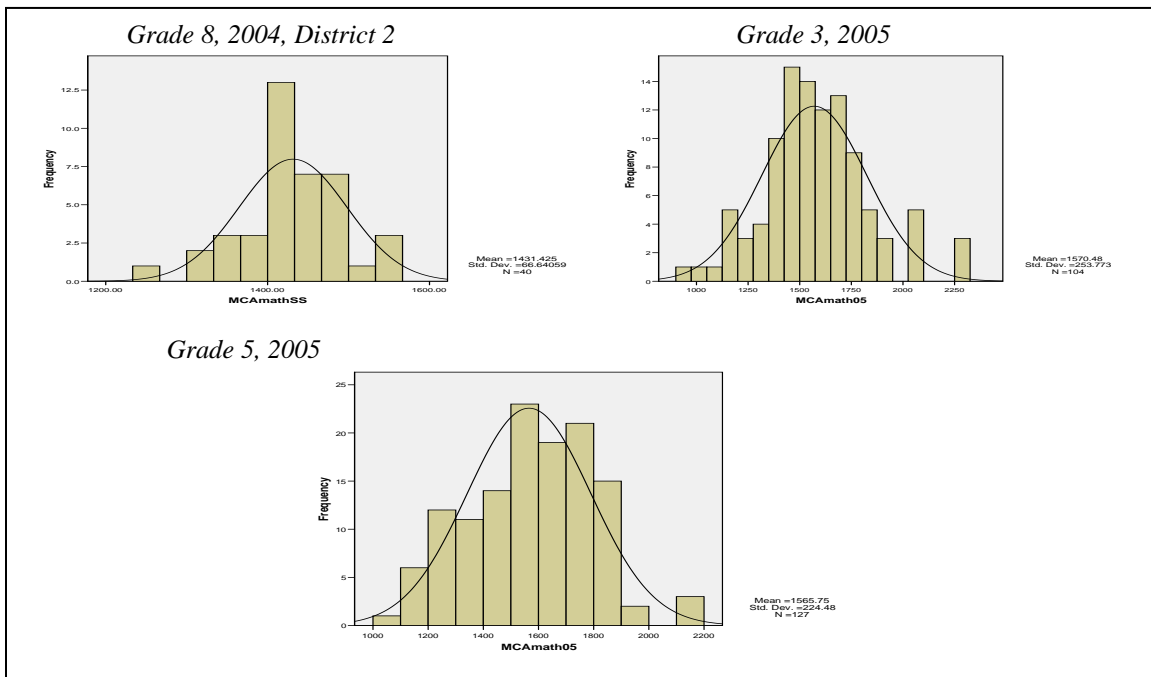 Grade 8, 2004, District 2
12.5
10.0
7.5
5.0
2.5
0.0
Frequency
1200.00 1400.00 1600.00
MCAmathSS
Mean =1431.425
Std. Dev. =66.64059
N =40
Grade 3, 2005
14
12
10
8
6
4
2
0
Frequency
1000 1250 1500 1750 2000 2250
MCAmath05
Mean =1570.48
Std. Dev. =253.773
N =104
Grade 5, 2005
25
20
15
10
5
0
Frequency
1000 1200 1400 1600 1800 2000 2200
MCAmath05
Mean =1565.75
Std. Dev. =224.48
N =127